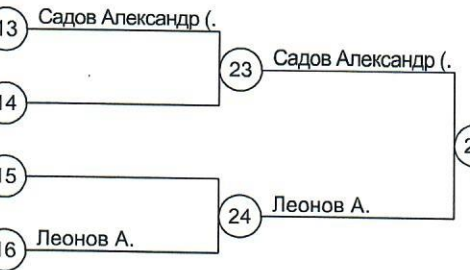 13 Садов Александр (.
23 Садов Александр (.
14
15
24 Леонов А.
16 Леонов А.